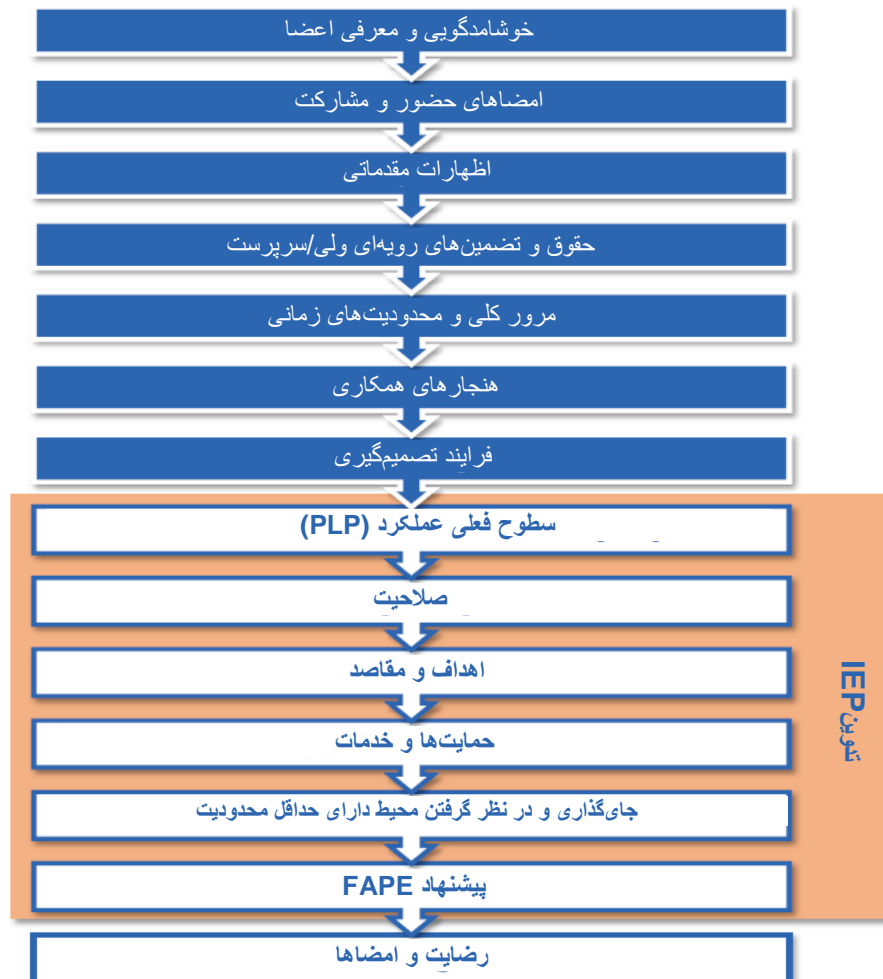 خوشامدگویی و معرفی اعضا
امضاهای حضور و مشارکت
اظهارات مقدماتی
حقوق و تضمین‌های رویه‌ای ولی/سرپرست
مرور کلی و محدودیت‌های زمانی
هنجارهای همکاری
فرایند تصمیم‌گیری
سطوح فعلی عملکرد (PLP)
صلاحیت
اهداف و مقاصد
حمایت‌ها و خدمات
جای‌گذاری و در نظر گرفتن محیط دارای حداقل محدودیت
پیشنهاد FAPE
تدوین IEP
رضایت و امضاها